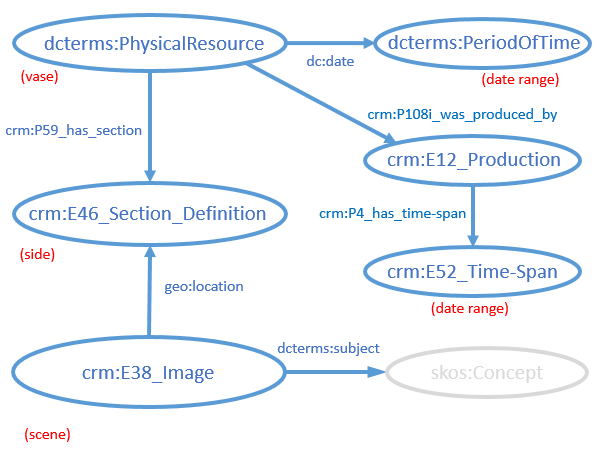 dcterms:PhysicalResource
dcterms:PeriodOfTime
dc:date
(vase)
(date range)
crm:P108i_was_produced_by
crm:P59_has_section
crm:E12_Production
crm:E46_Section_Definition
crm:P4_has_time-span
(side)
crm:E52_Time-Span
geo:location
(date range)
dcterms:subject
crm:E38_Image
skos:Concept
(scene)